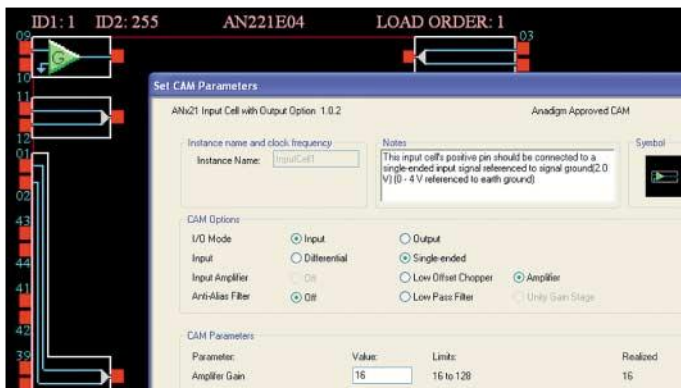 ID1: 1 ID2: 255 AN221E04 LOAD ORDER: 1
09
03
10
11
12
01
02
43
44
41
42
39
G
Set CAM Parameters
ANx21 Input Cell with Output Option 1.0.2 Anadigm Approved CAM
Instance name and clock frequency
Instance Name: InputCell1
Notes
This input cell's positive pin should be connected to a
single-ended input signal referenced to signal ground(2.0
V) (0 - 4 V referenced to earth ground)
Symbol
CAM Options
I/O Mode Input Output
Input Differential Single-ended
Input Amplifier Off Low Offset Chopper Amplifier
Anti-Alias Filter Off Low Pass Filter Unity Gain Stage
CAM Parameters
Parameter: Value: Limits: Realized
Amplifer Gain 16 16 to 128 16